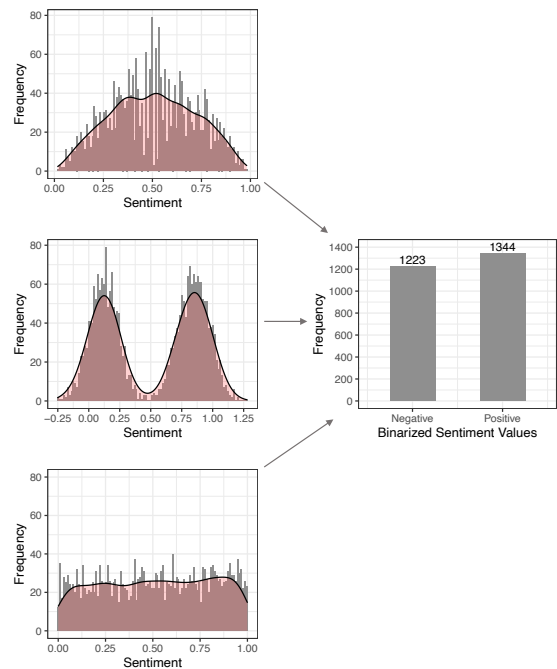 80
60
40
20
0
Frequency
0.00 0.25 0.50 0.75 1.00
Sentiment
80
60
40
20
0
Frequency
−0.25 0.00 0.25 0.50 0.75 1.00 1.25
Sentiment
1400
1200
1000
800
600
400
200
0
Frequency
1223 1344
Negative Positive
Binarized Sentiment Values
80
60
40
20
0
Frequency
0.00 0.25 0.50 0.75 1.00
Sentiment